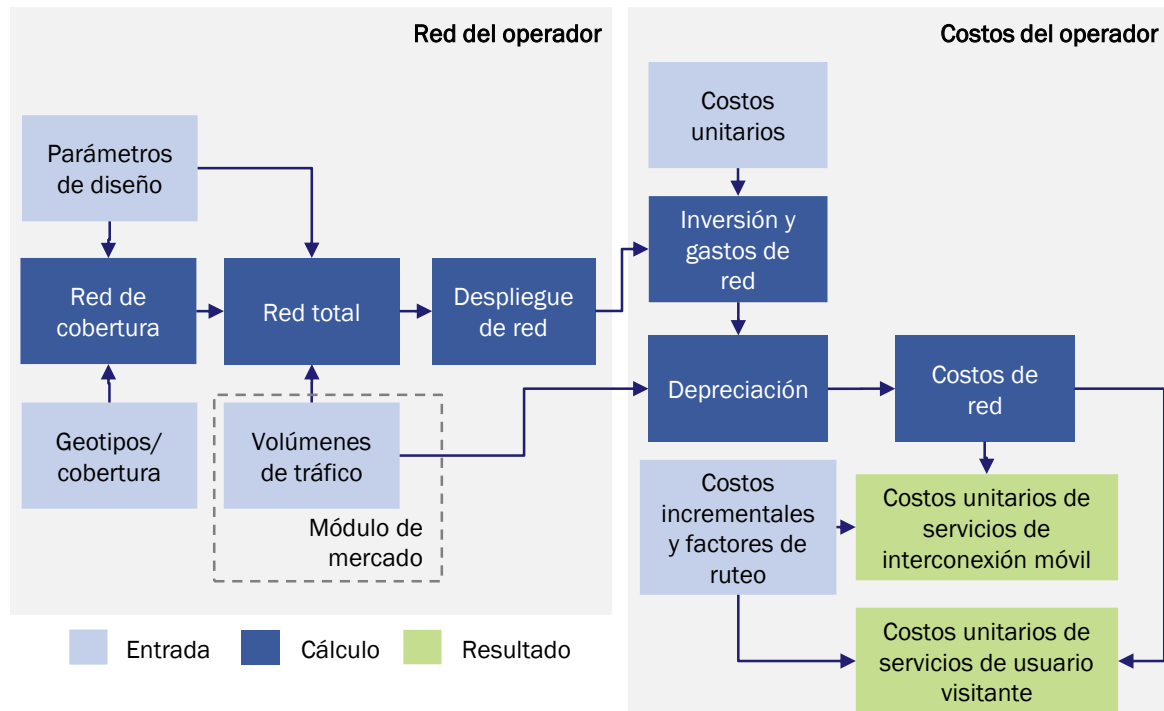 Red del operador
Parámetros
de diseño
Red de
cobertura
Red total
Despliegue
de red
Geotipos/
cobertura
Volúmenes
de tráfico
Módulo de
mercado
Costos del operador
Costos
unitarios
Inversión y
gastos de
red
Depreciación
Costos de
red
Costos
incrementales
y factores de
ruteo
Costos unitarios de
servicios de
interconexión móvil
Costos unitarios de
servicios de usuario
visitante
Entrada
Cálculo
Resultado